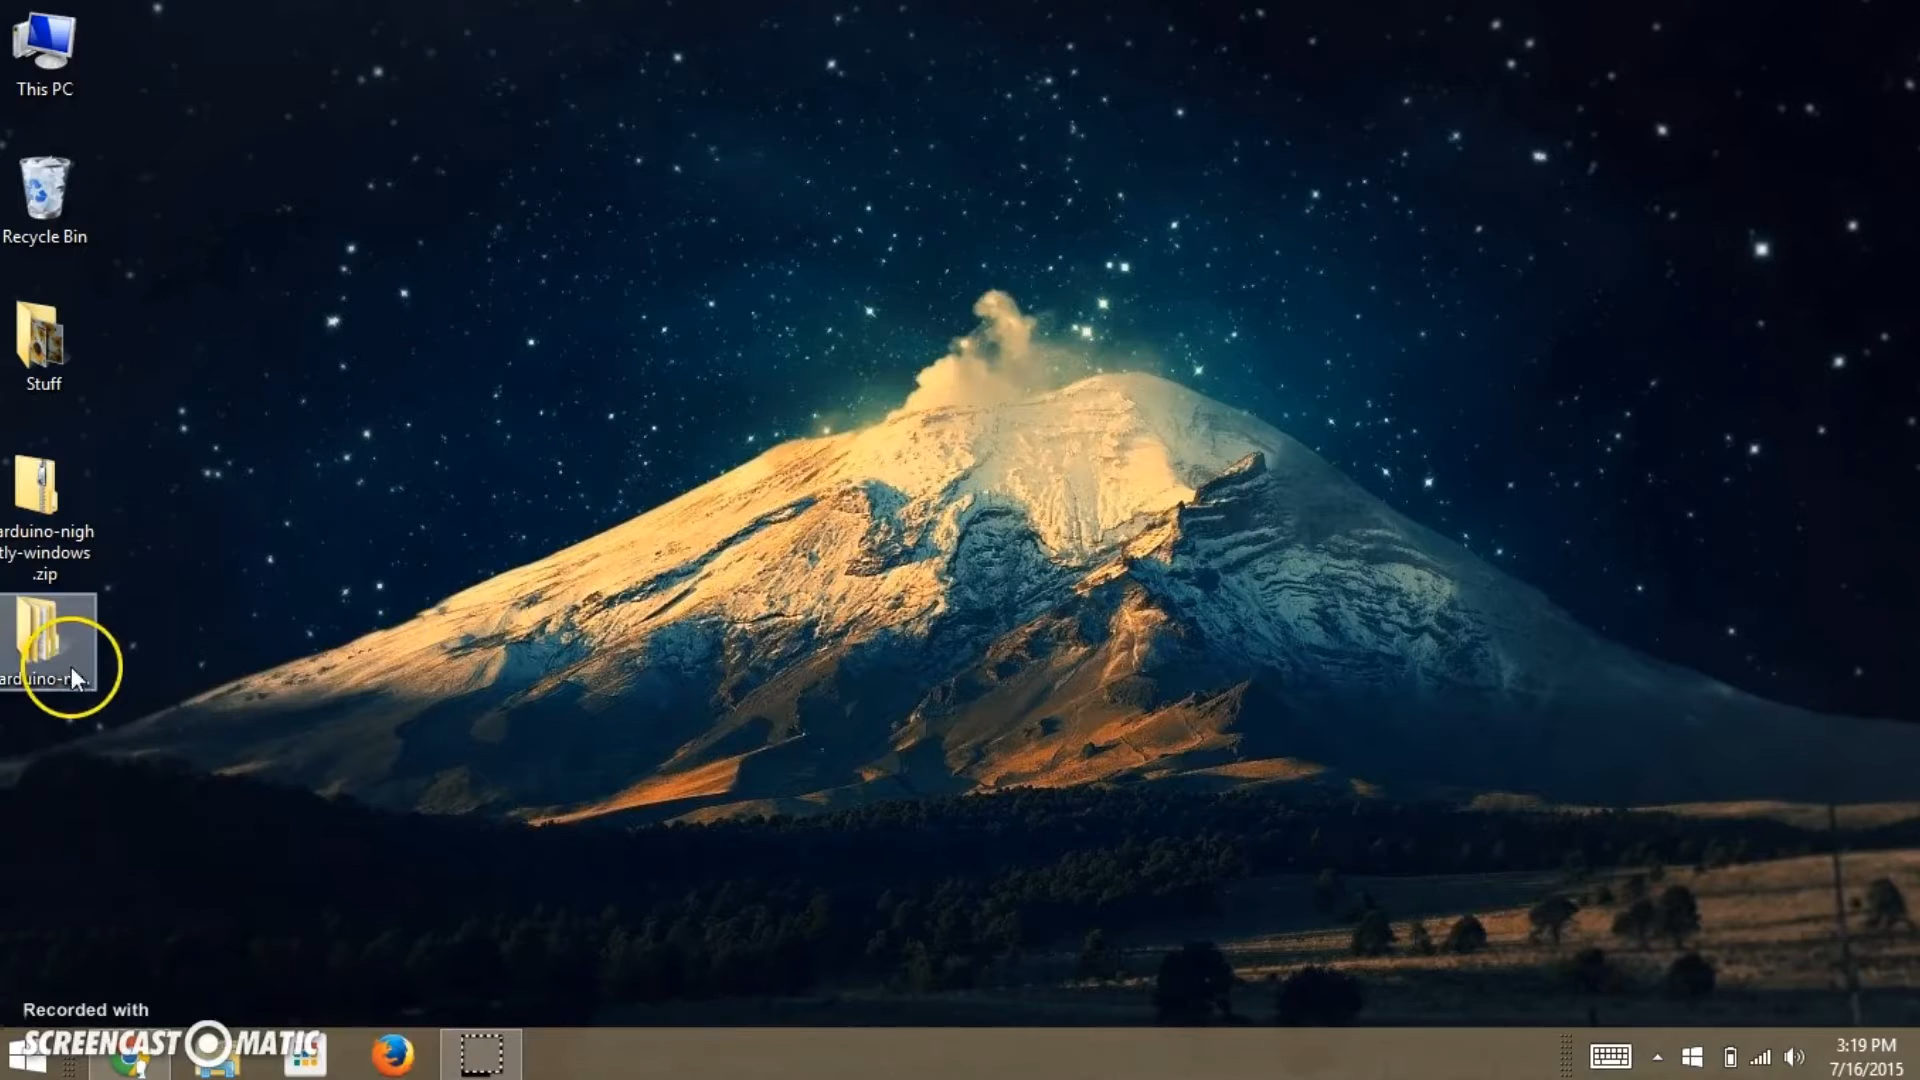 This PC
Recycle Bin
Stuff
arduino-nigh
tly-windows
.zip
Recorded with
SCREENCAST MATIC
3:19 PM
7/16/2015